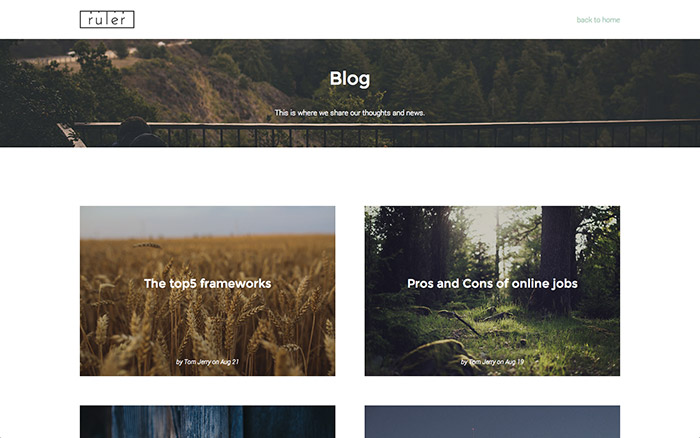 ruler
back to home
Blog
This is where we share our thoughts and news.
The top5 frameworks
Pros and Cons of online jobs
by Tom Jerry on Aug 21
by Tom Jerry on Aug 19